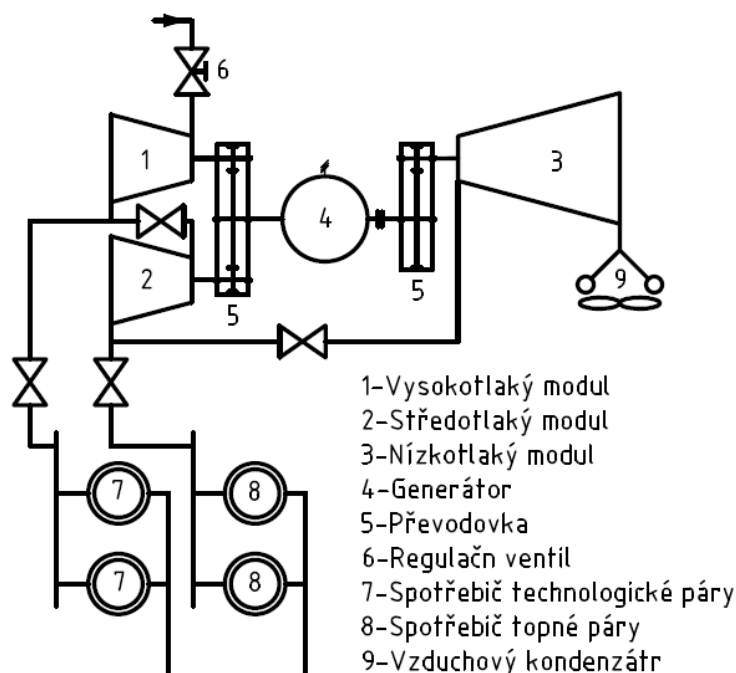 6
1
3
4
2
9
5
5
1-Vysokotlaký modul
2-Středotlaký modul
3-Nízkotlaký modul
4-Generátor
7
8
5-Převodovka
6-Regulačn ventil
7
8
7-Spotřebič technologické páry
8-Spotřebič topné páry
9-Vzduchový kondenzátr